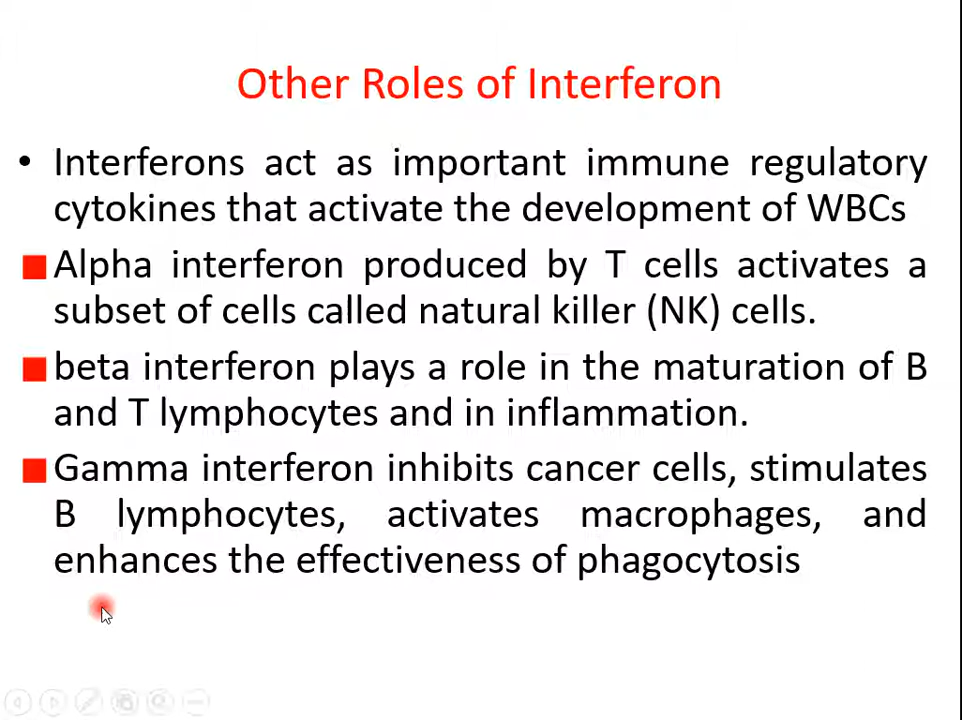 Other Roles of Interferon
• Interferons act as important immune regulatory
cytokines that activate the development of WBCs
Alpha interferon produced by T cells activates a
subset of cells called natural killer (NK) cells.
beta interferon plays a role in the maturation of B
and T lymphocytes and in inflammation.
Gamma interferon inhibits cancer cells, stimulates
B lymphocytes, activates macrophages, and
enhances the effectiveness of phagocytosis